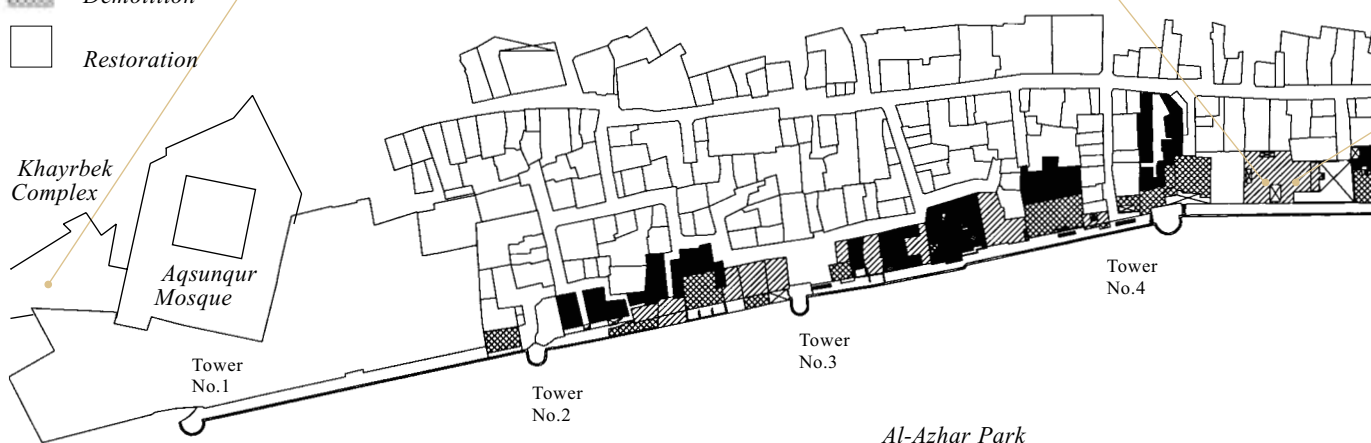 Demolition
Restoration
Khayrbek
Complex
Aqsunqur
Mosque
Tower
No.1
Tower
No.2
Tower
No.3
Tower
No.4
Al-Azhar Park